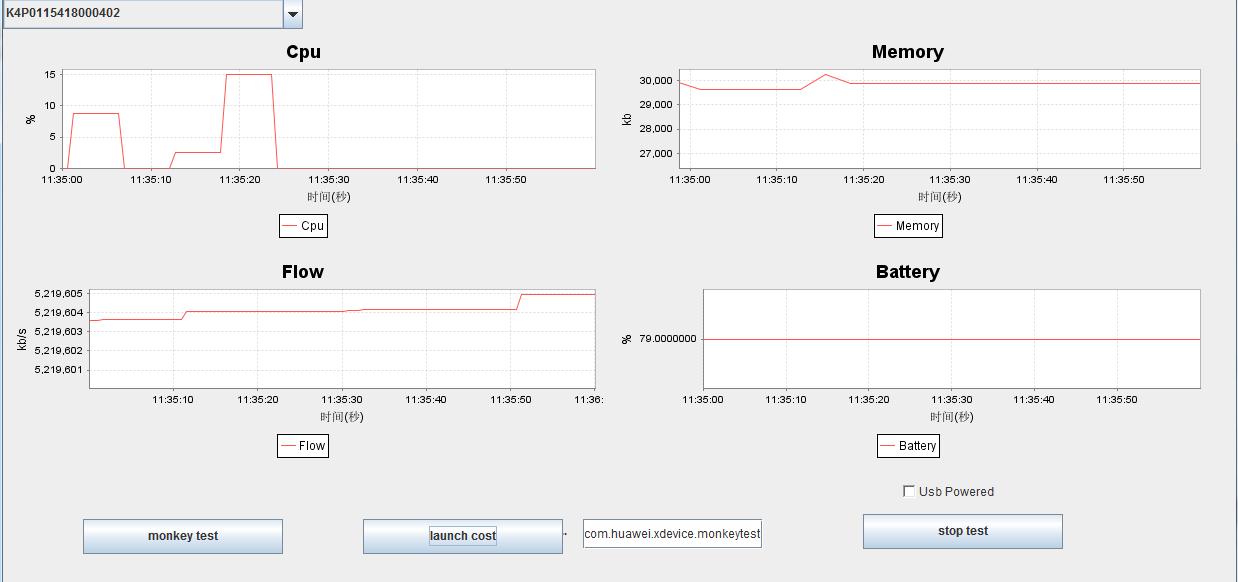 K4P0115418000402
Cpu
15
10
5
0
%
11:35:00 11:35:10 11:35:20 11:35:30 11:35:40 11:35:50
时间(秒)
Cpu
Memory
30,000
29,000
28,000
27,000
kb
11:35:00 11:35:10 11:35:20 11:35:30 11:35:40 11:35:50
时间(秒)
Memory
Flow
5,219,605
5,219,604
5,219,603
5,219,602
5,219,601
kb/s
11:35:10 11:35:20 11:35:30 11:35:40 11:35:50 11:36:
时间(秒)
Flow
Battery
% 79.0000000
11:35:00 11:35:10 11:35:20 11:35:30 11:35:40 11:35:50
时间(秒)
Battery
Usb Powered
monkey test
launch cost
com.huawei.xdevice.monkeytest
stop test